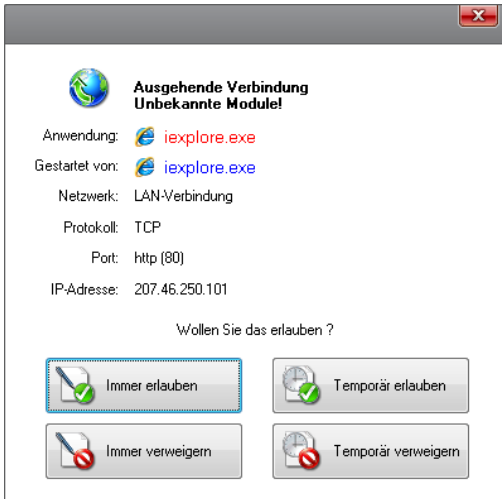 Ausgehende Verbindung
Unbekannte Module!
Anwendung: iexplore.exe
Gestartet von: iexplore.exe
Netzwerk: LAN-Verbindung
Protokoll: TCP
Port: http (80)
IP-Adresse: 207.46.250.101
Wollen Sie das erlauben ?
Immer erlauben Temporär erlauben
Immer verweigern Temporär verweigern